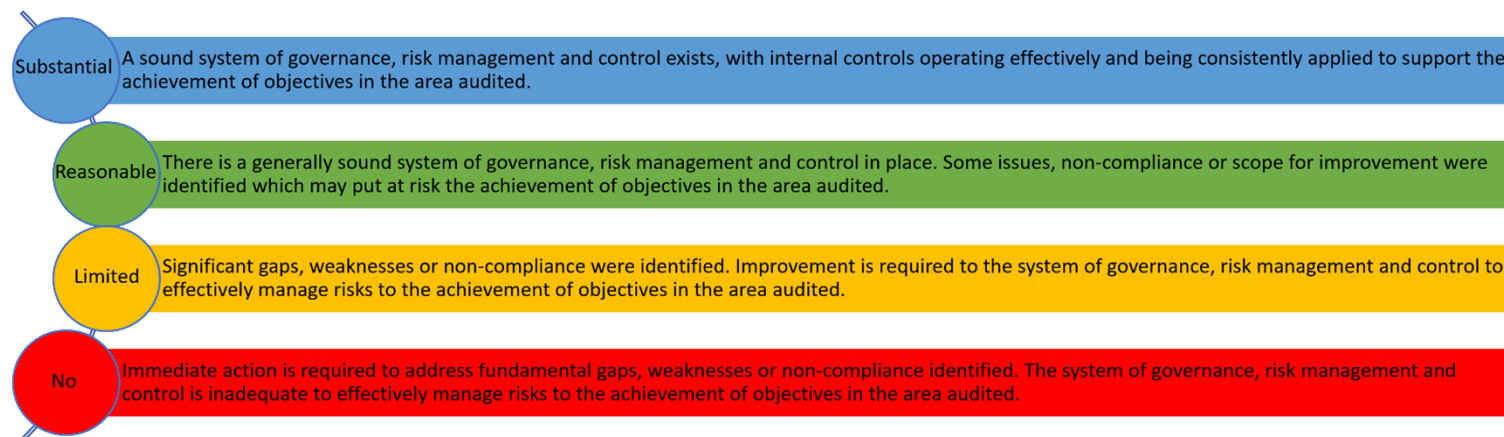 Substantial
A sound system of governance, risk management and control exists, with internal controls operating effectively and being consistently applied to support the
achievement of objectives in the area audited.
Reasonable
There is a generally sound system of governance, risk management and control in place. Some issues, non-compliance or scope for improvement were
identified which may put at risk the achievement of objectives in the area audited.
Limited
Significant gaps, weaknesses or non-compliance were identified. Improvement is required to the system of governance, risk management and control to
effectively manage risks to the achievement of objectives in the area audited.
No
Immediate action is required to address fundamental gaps, weaknesses or non-compliance identified. The system of governance, risk management and
control is inadequate to effectively manage risks to the achievement of objectives in the area audited.